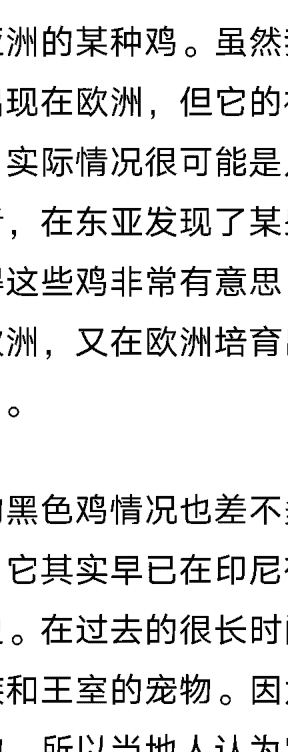 洲的某种鸡。虽然
现在欧洲，但它的
实际情况很可能是
，在东亚发现了某
这些鸡非常有意思
洲，又在欧洲培育
。
黑色鸡情况也差不
它其实早已在印尼
。在过去的很长时
和王室的宠物。因
所以当地人认为